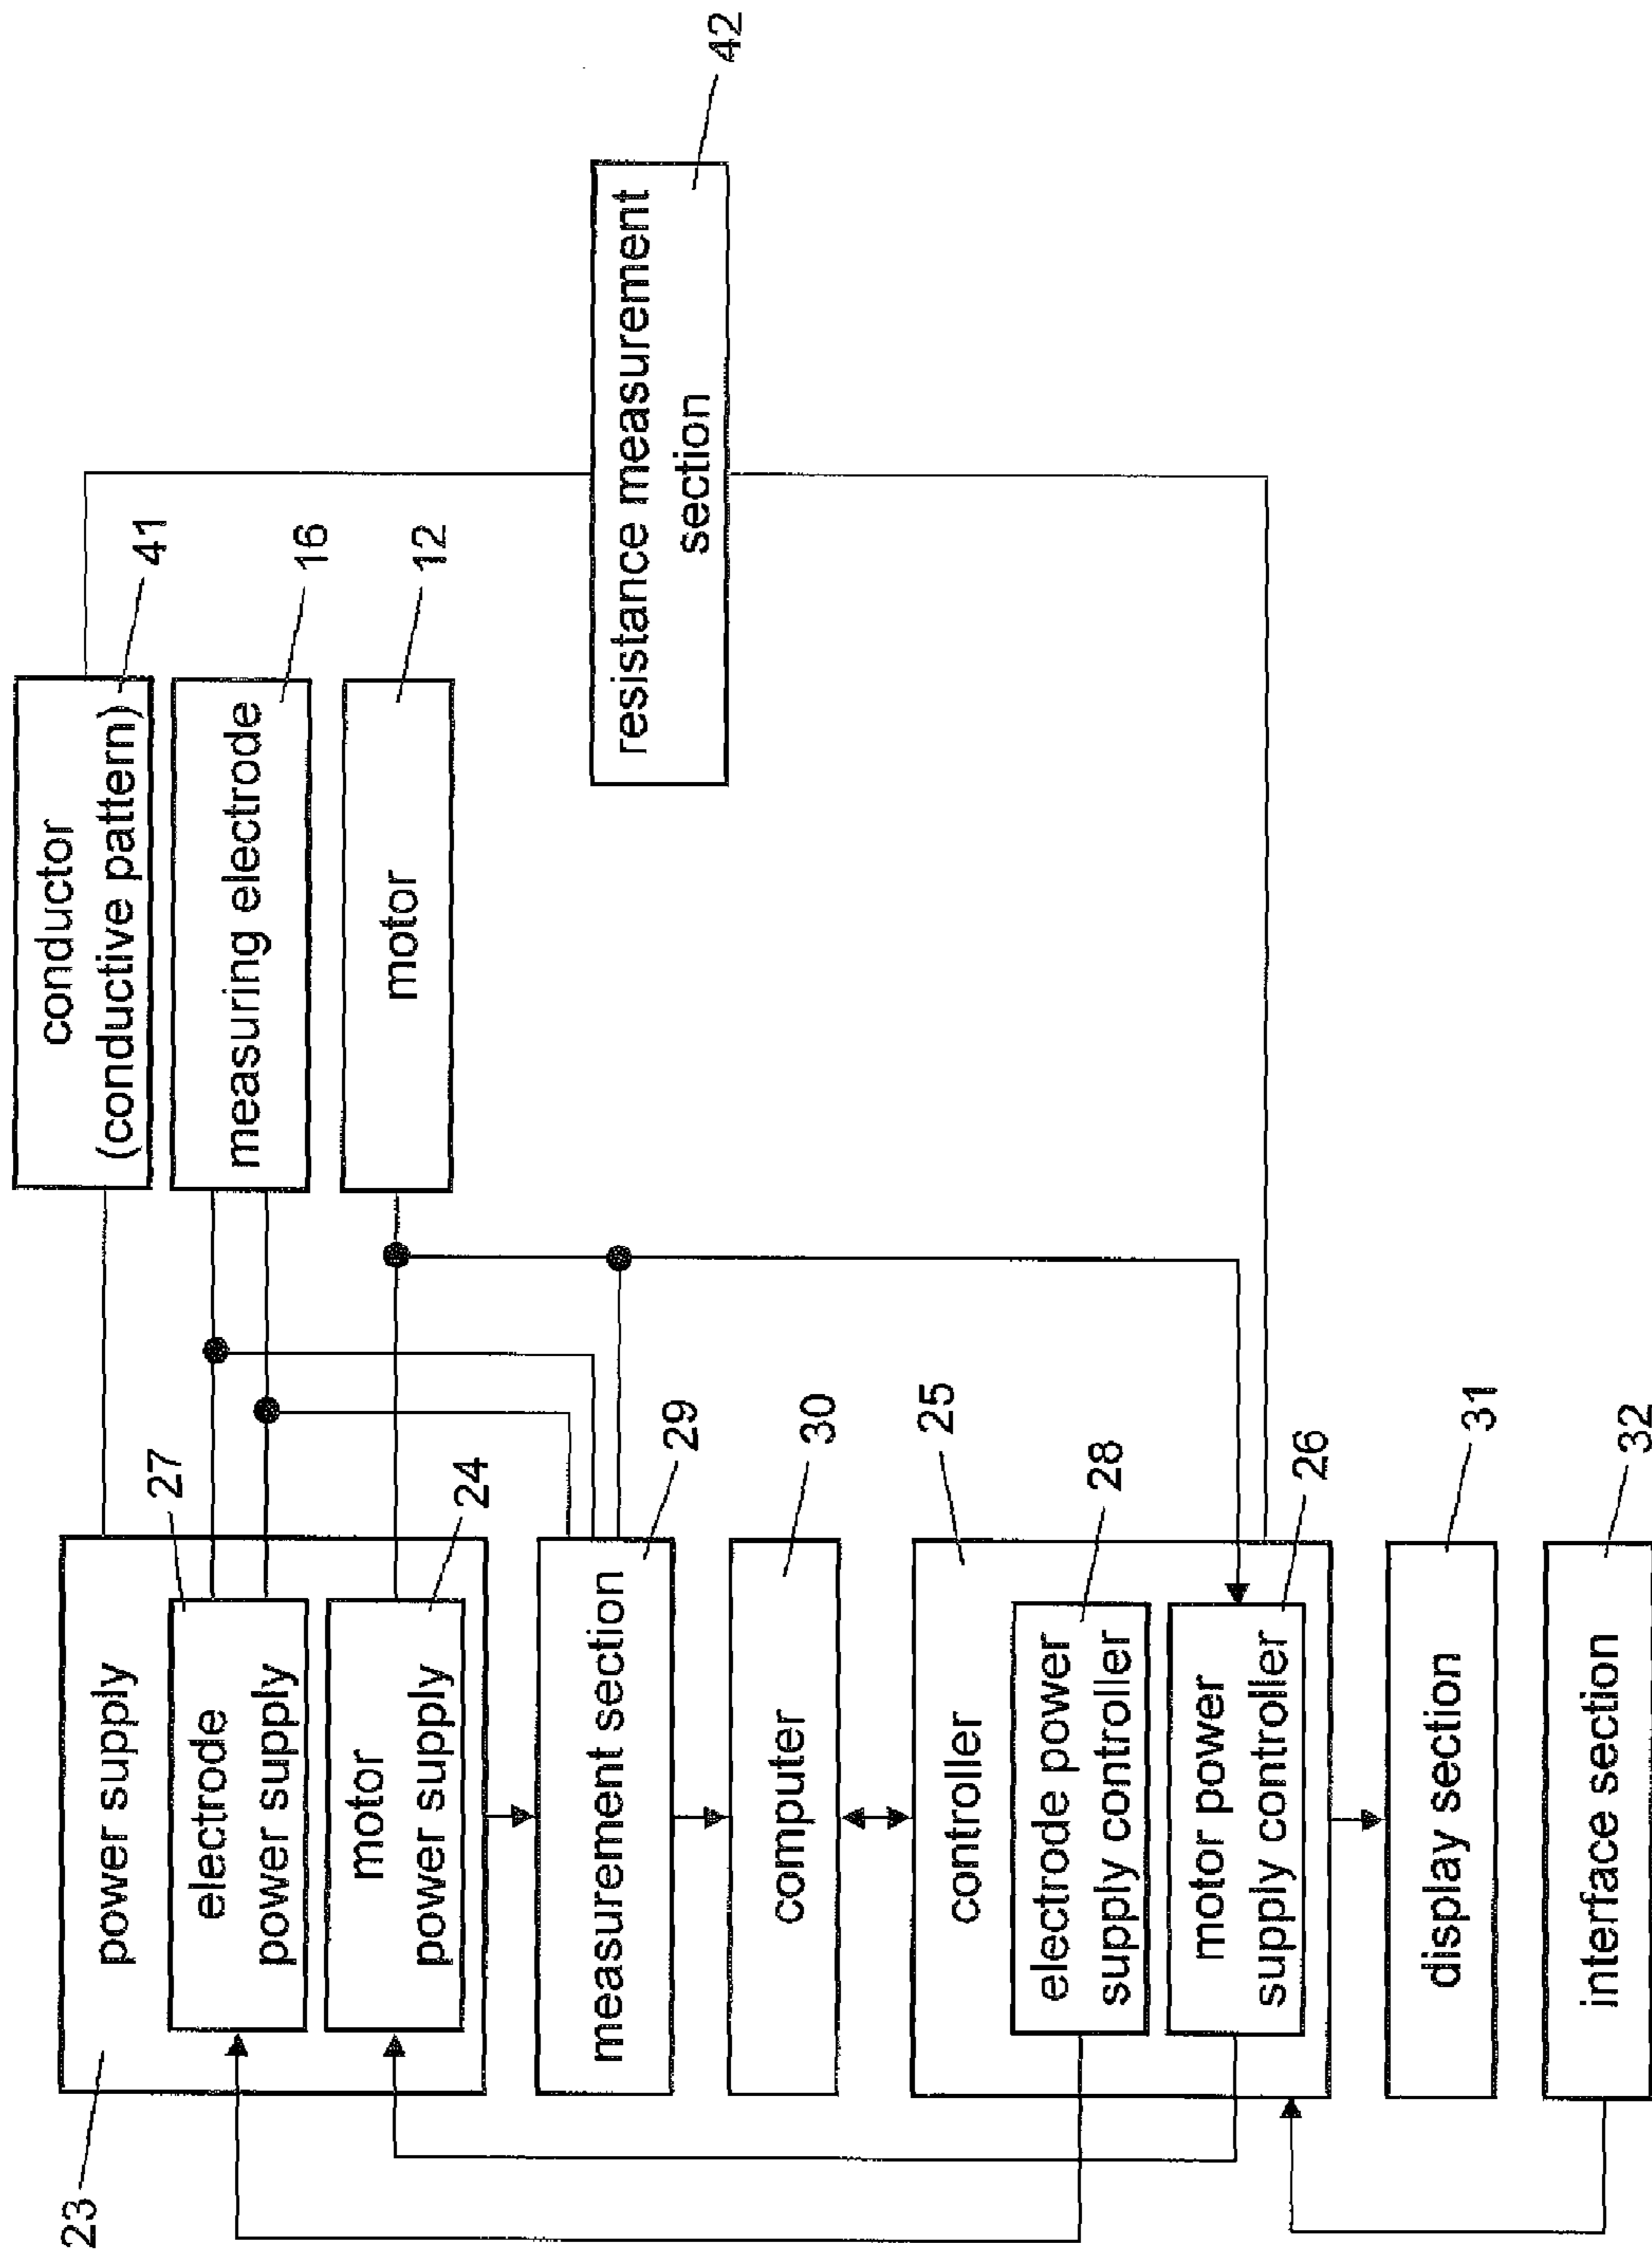 23
power supply
27
electrode
power supply
24
motor
power supply
conductor
(conductive pattern)
41
measuring electrode
16
motor
12
resistance measurement
section
42
measurement section
29
computer
30
controller
25
electrode power
supply controller
28
motor power
supply controller
26
display section
31
interface section
32